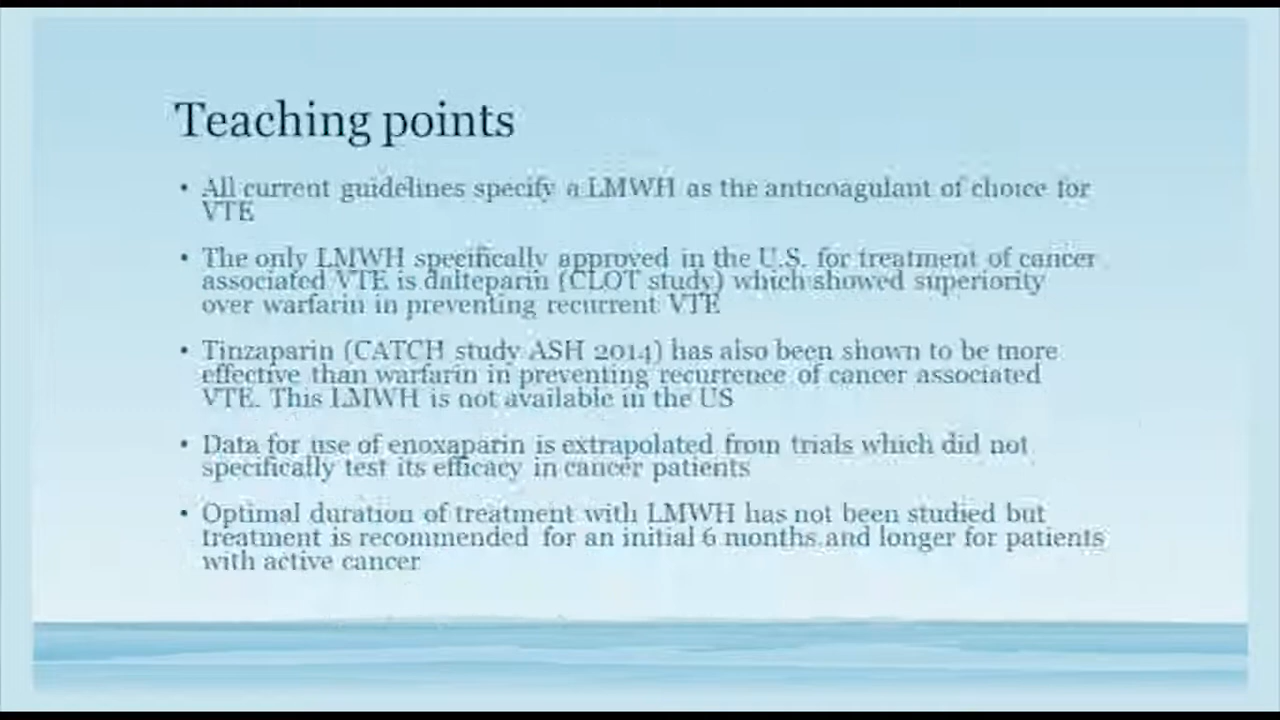 Teaching points
• All current guidelines specify a LMWH as the anticoagulant of choice for
VTE
• The only LMWH specifically approved in the U.S. for treatment of cancer
associated VTE is dalteparin (CLOT study) which showed superiority
over warfarin in preventing recurrent VTE
• Tinzaparin (CATCH study ASH 2014) has also been shown to be more
effective than warfarin in preventing recurrence of cancer associated
VTE. This LMWH is not available in the US
• Data for use of enoxaparin is extrapolated from trials which did not
specifically test its efficacy in cancer patients
• Optimal duration of treatment with LMWH has not been studied but
treatment is recommended for an initial 6 months and longer for patients
with active cancer